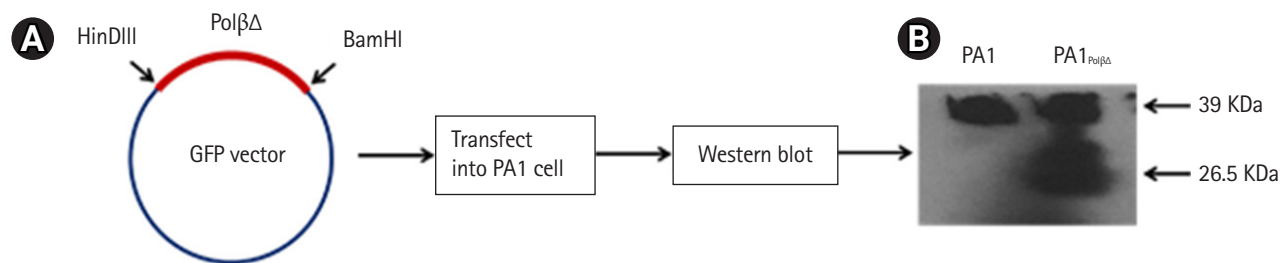 A
HinDIII
PolβΔ
BamHI
GFP vector
Transfect
into PA1 cell
Western blot
B
PA1
PA1PolβΔ
39 KDa
26.5 KDa